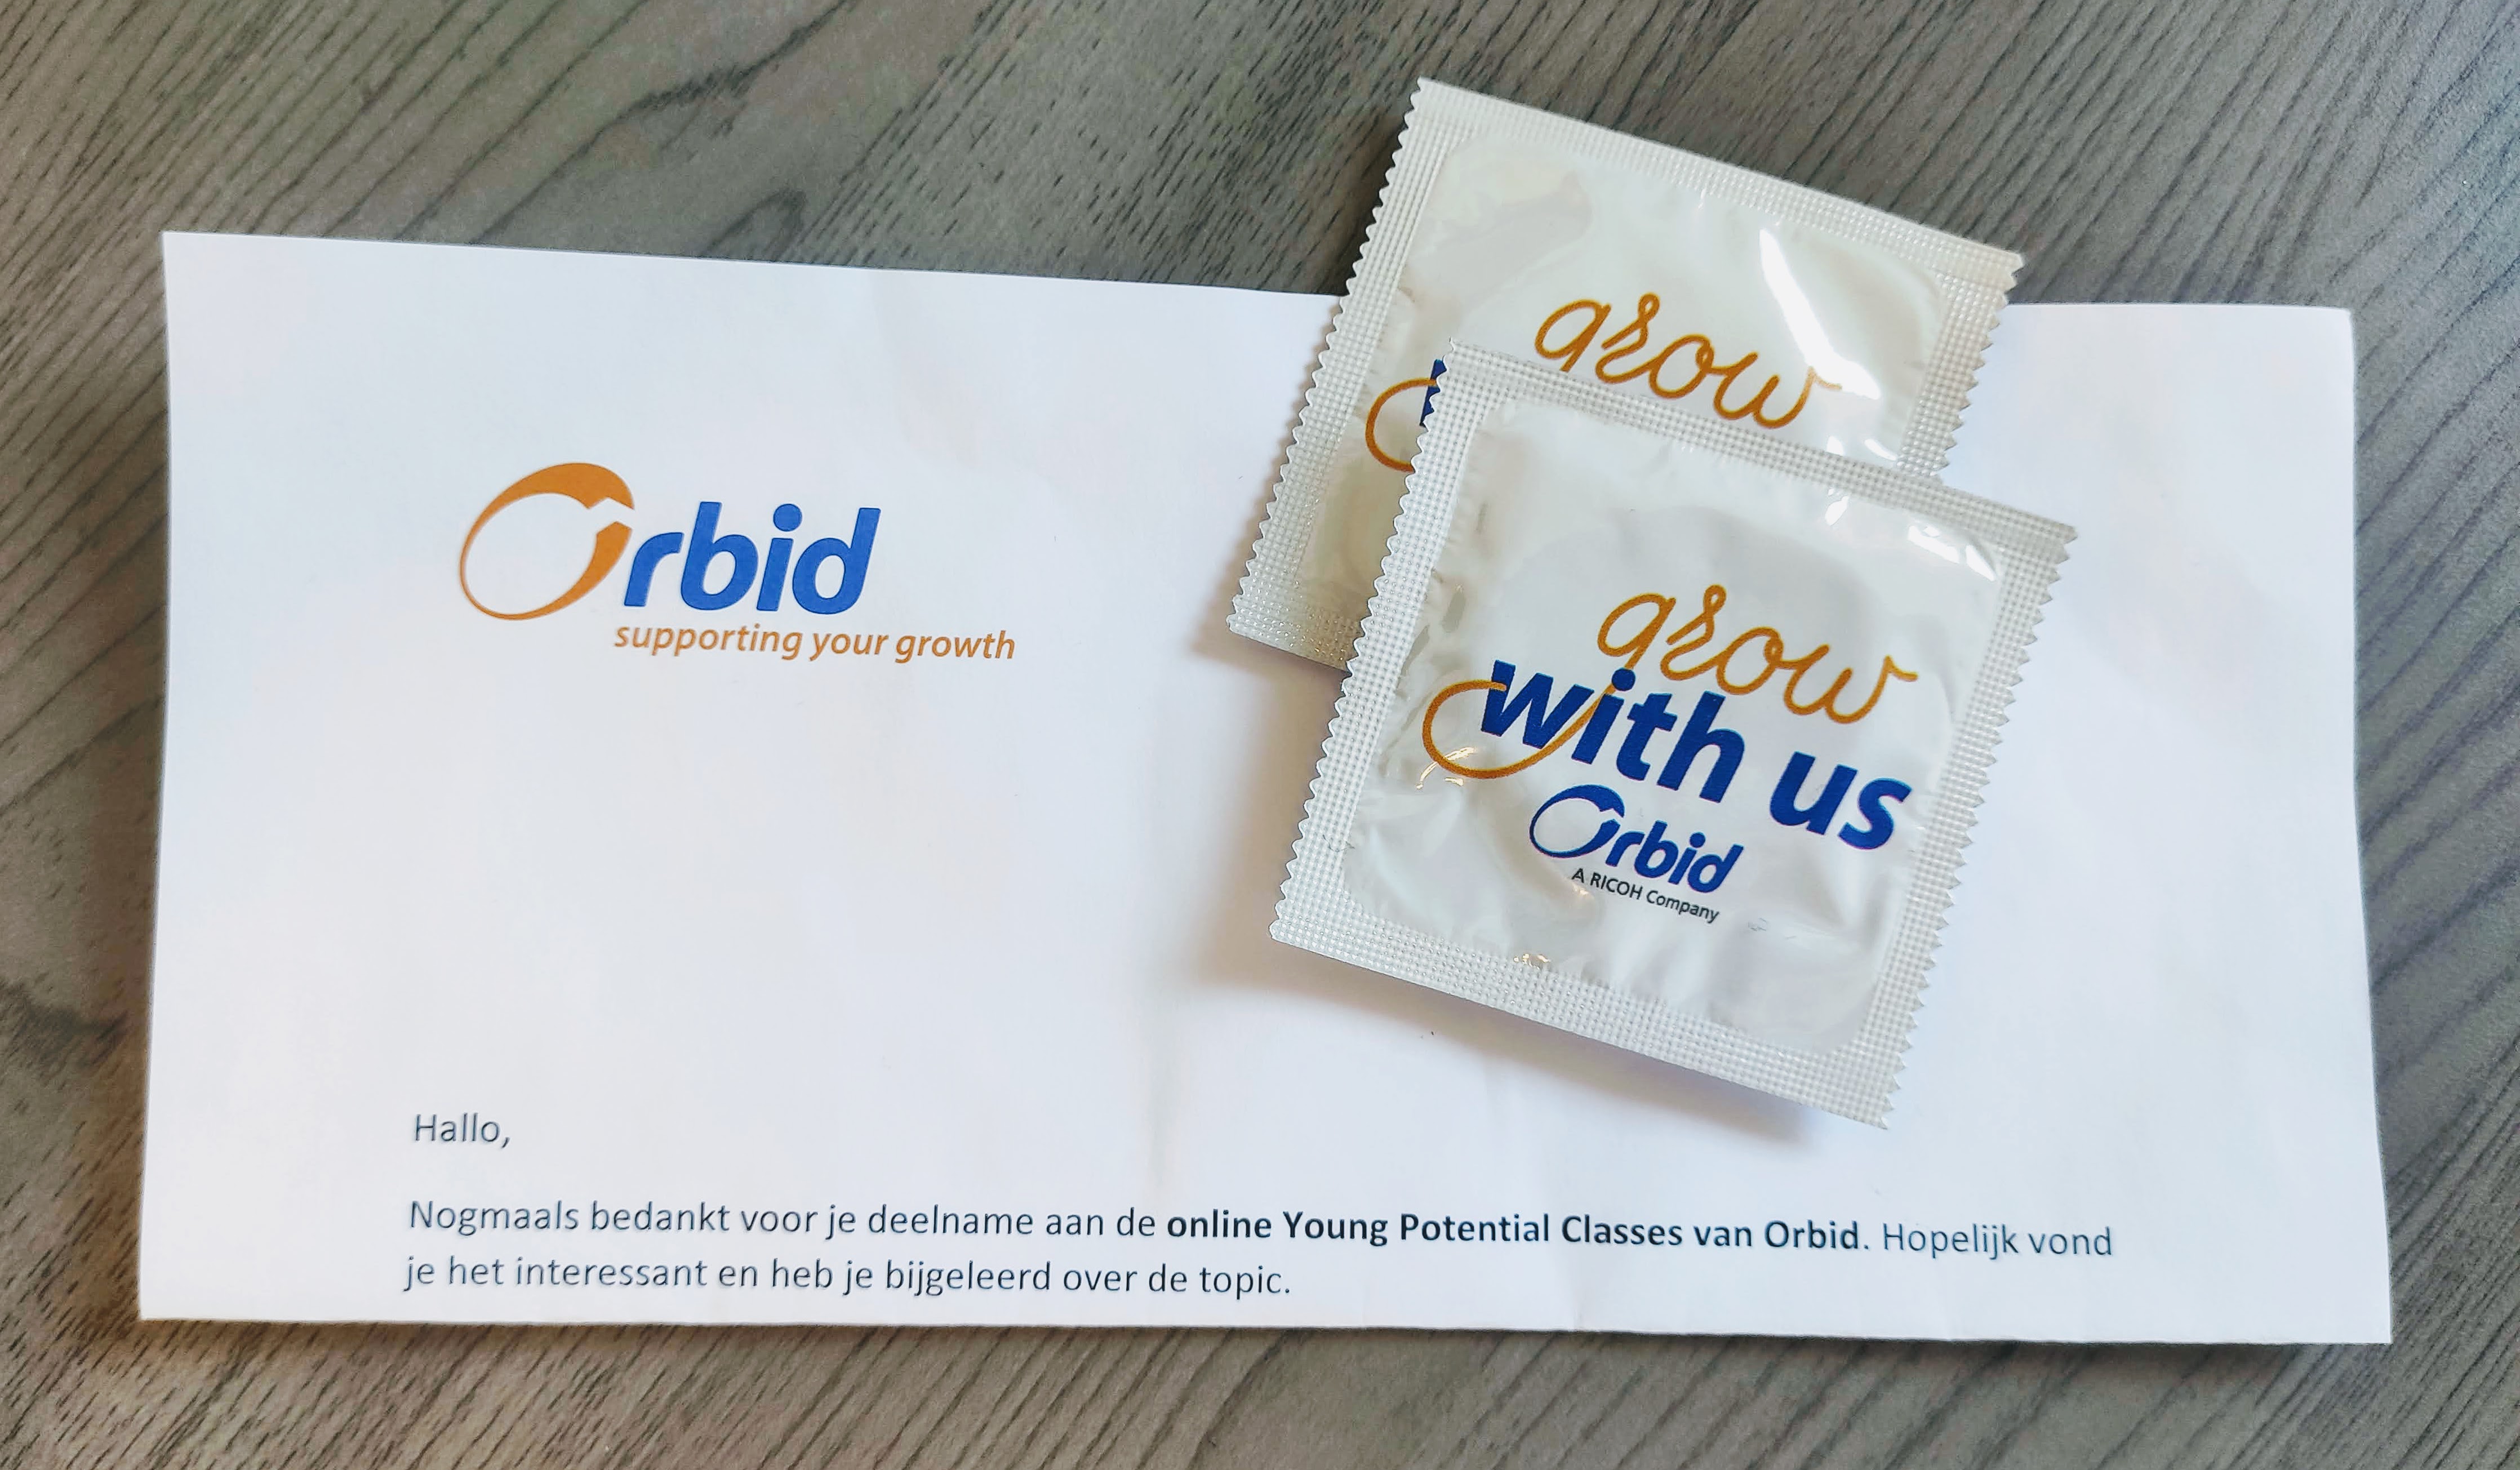 Orbid
supporting your growth
grow
grow
with us
Orbid
A RICOH Company
Hallo,
Nogmaals bedankt voor je deelname aan de online Young Potential Classes van Orbid. Hopelijk vond
je het interessant en heb je bijgeleerd over de topic.